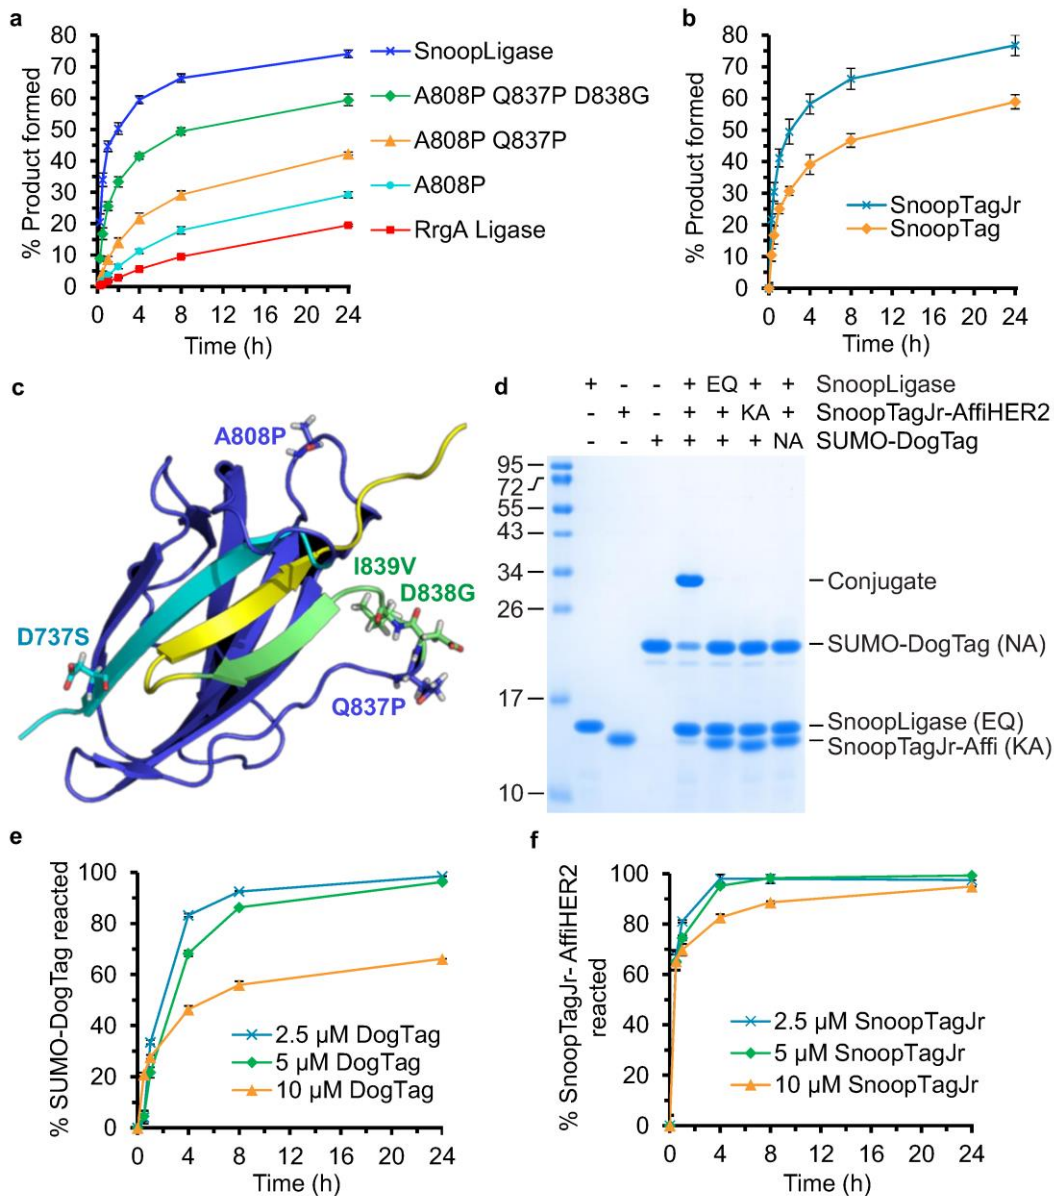 a
% Product formed
80
70
60
50
40
30
20
10
0
0 4 8 12 16 20 24
Time (h)
SnoopLigase
A808P Q837P D838G
A808P Q837P
A808P
RrgA Ligase
b
% Product formed
80
70
60
50
40
30
20
10
0
0 4 8 12 16 20 24
Time (h)
SnoopTagJr
SnoopTag
c
A808P
I839V
D838G
D737S
Q837P
d
+ - - + EQ + + SnoopLigase
- + - + + KA + SnoopTagJr-AffiHER2
- - + + + + NA SUMO-DogTag
95
72
55
43
34
26
17
10
Conjugate
SUMO-DogTag (NA)
SnoopLigase (EQ)
SnoopTagJr-Affi (KA)
e
% SUMO-DogTag reacted
100
80
60
40
20
0
0 4 8 12 16 20 24
Time (h)
2.5 µM DogTag
5 µM DogTag
10 µM DogTag
f
% SnoopTagJr- AffiHER2
reacted
100
80
60
40
20
0
0 4 8 12 16 20 24
Time (h)
2.5 µM SnoopTagJr
5 µM SnoopTagJr
10 µM SnoopTagJr